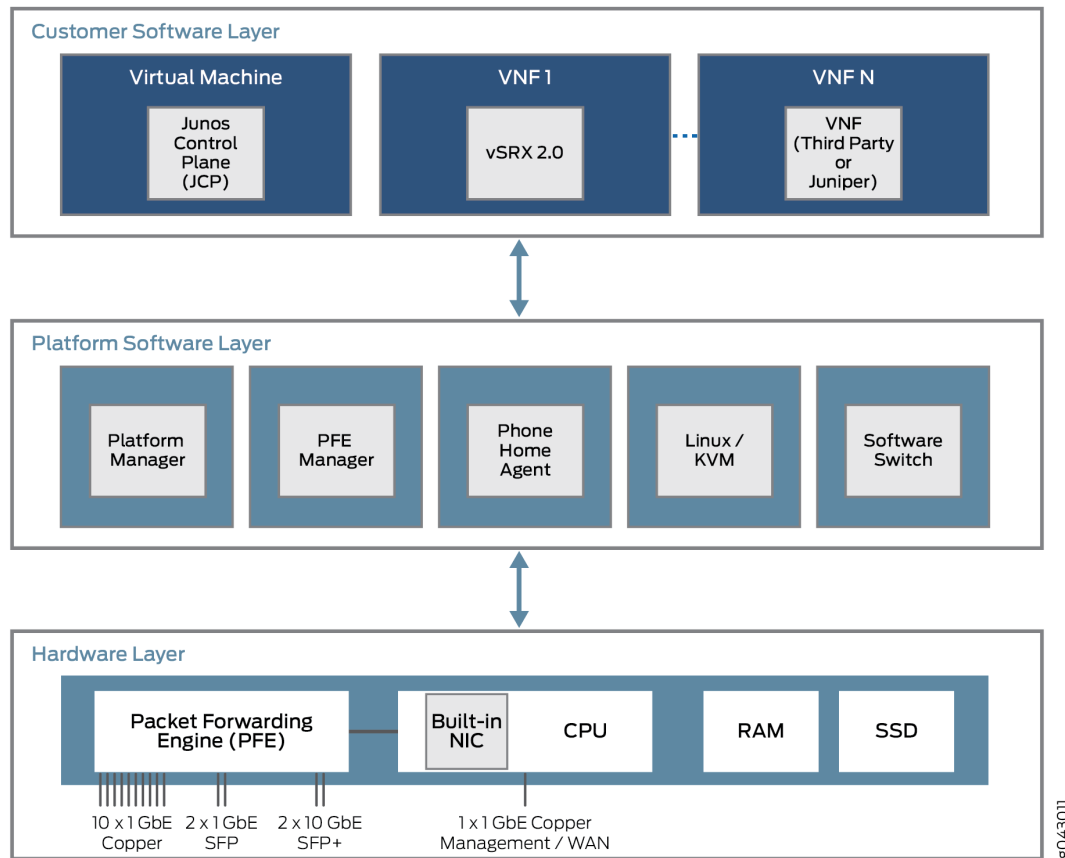 Customer Software Layer
Virtual Machine
Junos
Control
Plane
(JCP)
VNF 1
vSRX 2.0
VNF N
VNF
(Third Party
or
Juniper)
Platform Software Layer
Platform
Manager
PFE
Manager
Phone
Home
Agent
Linux /
KVM
Software
Switch
Hardware Layer
Packet Forwarding
Engine (PFE)
Built-in
NIC
CPU
RAM
SSD
10 x 1 GbE
Copper
2 x 1 GbE
SFP
2 x 10 GbE
SFP+
1 x 1 GbE Copper
Management / WAN
g043011